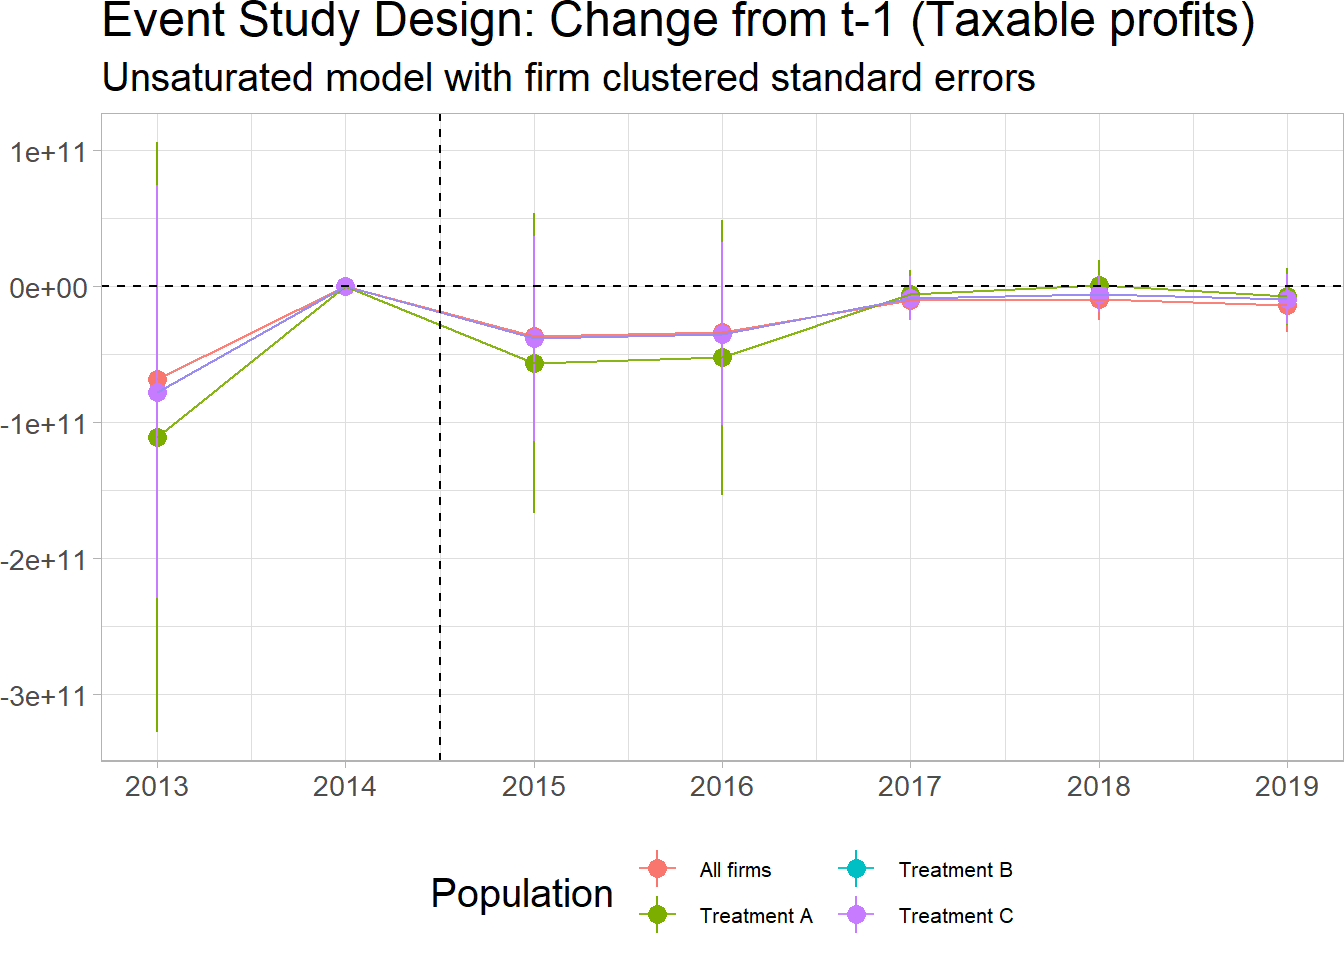 Event Study Design: Change from t-1 (Taxable profits)
Unsaturated model with firm clustered standard errors
1e+11
0e+00
-1e+11
-2e+11
-3e+11
2013 2014 2015 2016 2017 2018 2019
Population
All firms Treatment B
Treatment A Treatment C